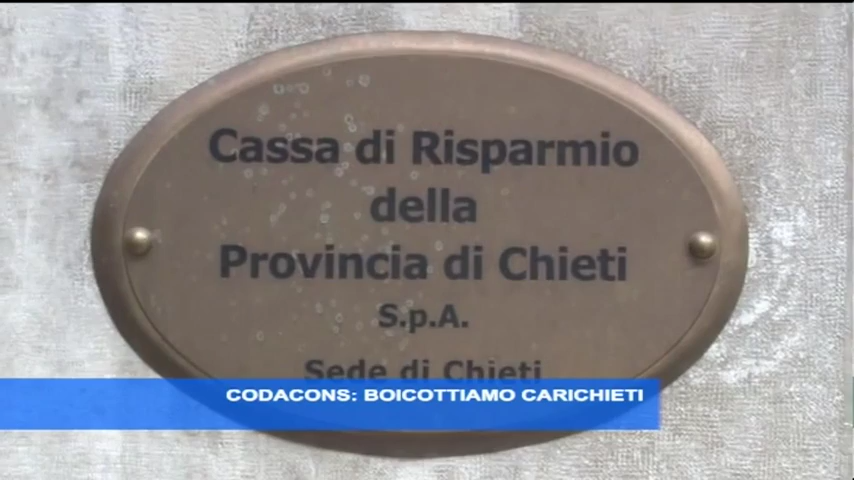 Cassa di Risparmio
della
Provincia di Chieti
S.p.A.
Sede di Chieti
CODACONS: BOICOTTIAMO CARICHIETI